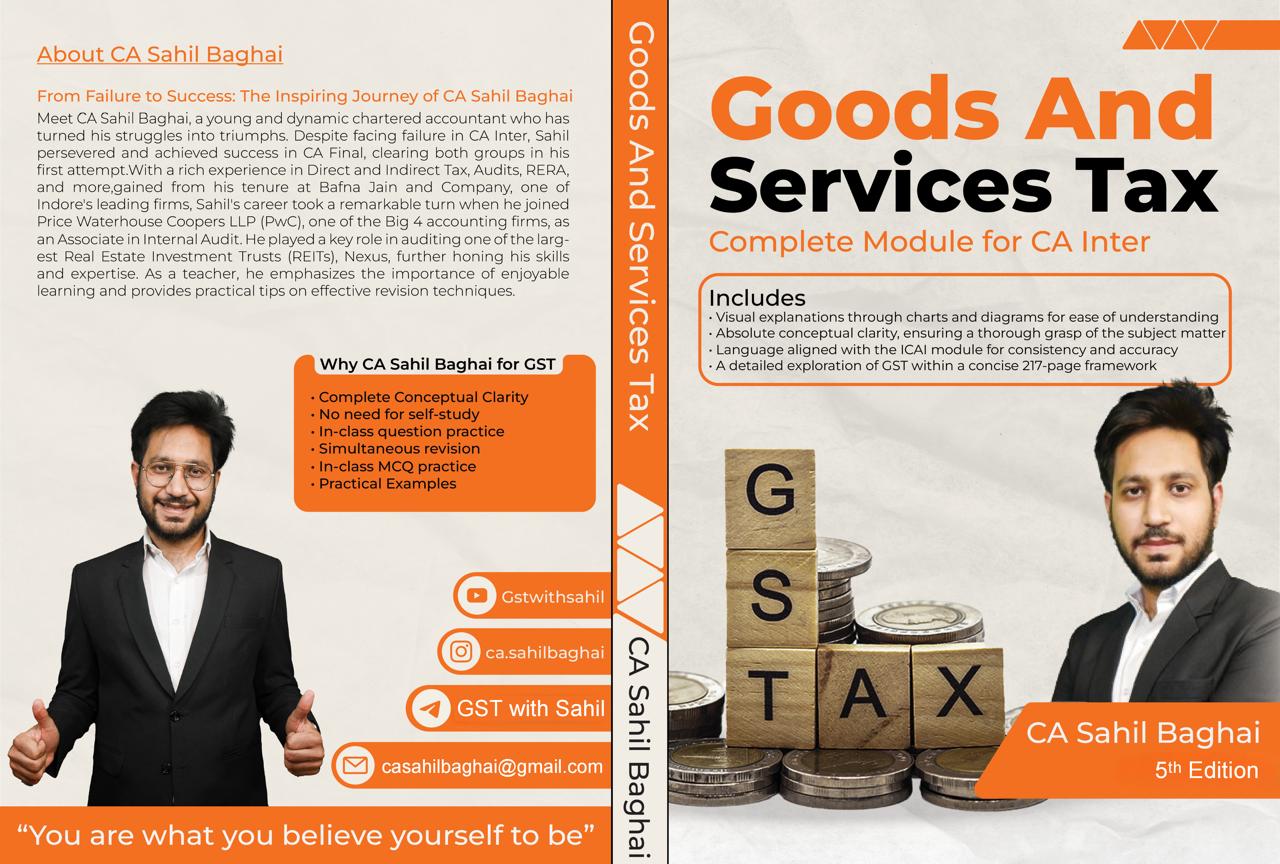 About CA Sahil Baghai
From Failure to Success: The Inspiring Journey of CA Sahil Baghai
Meet CA Sahil Baghai, a young and dynamic chartered accountant who has
turned his struggles into triumphs. Despite facing failure in CA Inter, Sahil
persevered and achieved success in CA Final, clearing both groups in his
first attempt.With a rich experience in Direct and Indirect Tax, Audits, RERA,
and more,gained from his tenure at Bafna Jain and Company, one of
Indore's leading firms, Sahil's career took a remarkable turn when he joined
Price Waterhouse Coopers LLP (PwC), one of the Big 4 accounting firms, as
an Associate in Internal Audit. He played a key role in auditing one of the larg-
est Real Estate Investment Trusts (REITs), Nexus, further honing his skills
and expertise. As a teacher, he emphasizes the importance of enjoyable
learning and provides practical tips on effective revision techniques.
Why CA Sahil Baghai for GST
• Complete Conceptual Clarity
• No need for self-study
• In-class question practice
• Simultaneous revision
• In-class MCQ practice
• Practical Examples
Gstwithsahil
ca.sahilbaghai
GST with Sahil
casahilbaghai@gmail.com
“You are what you believe yourself to be”
Goods And Services Tax
CA Sahil Baghai
Goods And
Services Tax
Complete Module for CA Inter
Includes
• Visual explanations through charts and diagrams for ease of understanding
• Absolute conceptual clarity, ensuring a thorough grasp of the subject matter
• Language aligned with the ICAI module for consistency and accuracy
• A detailed exploration of GST within a concise 217-page framework
G
S
T A X
CA Sahil Baghai
5th Edition